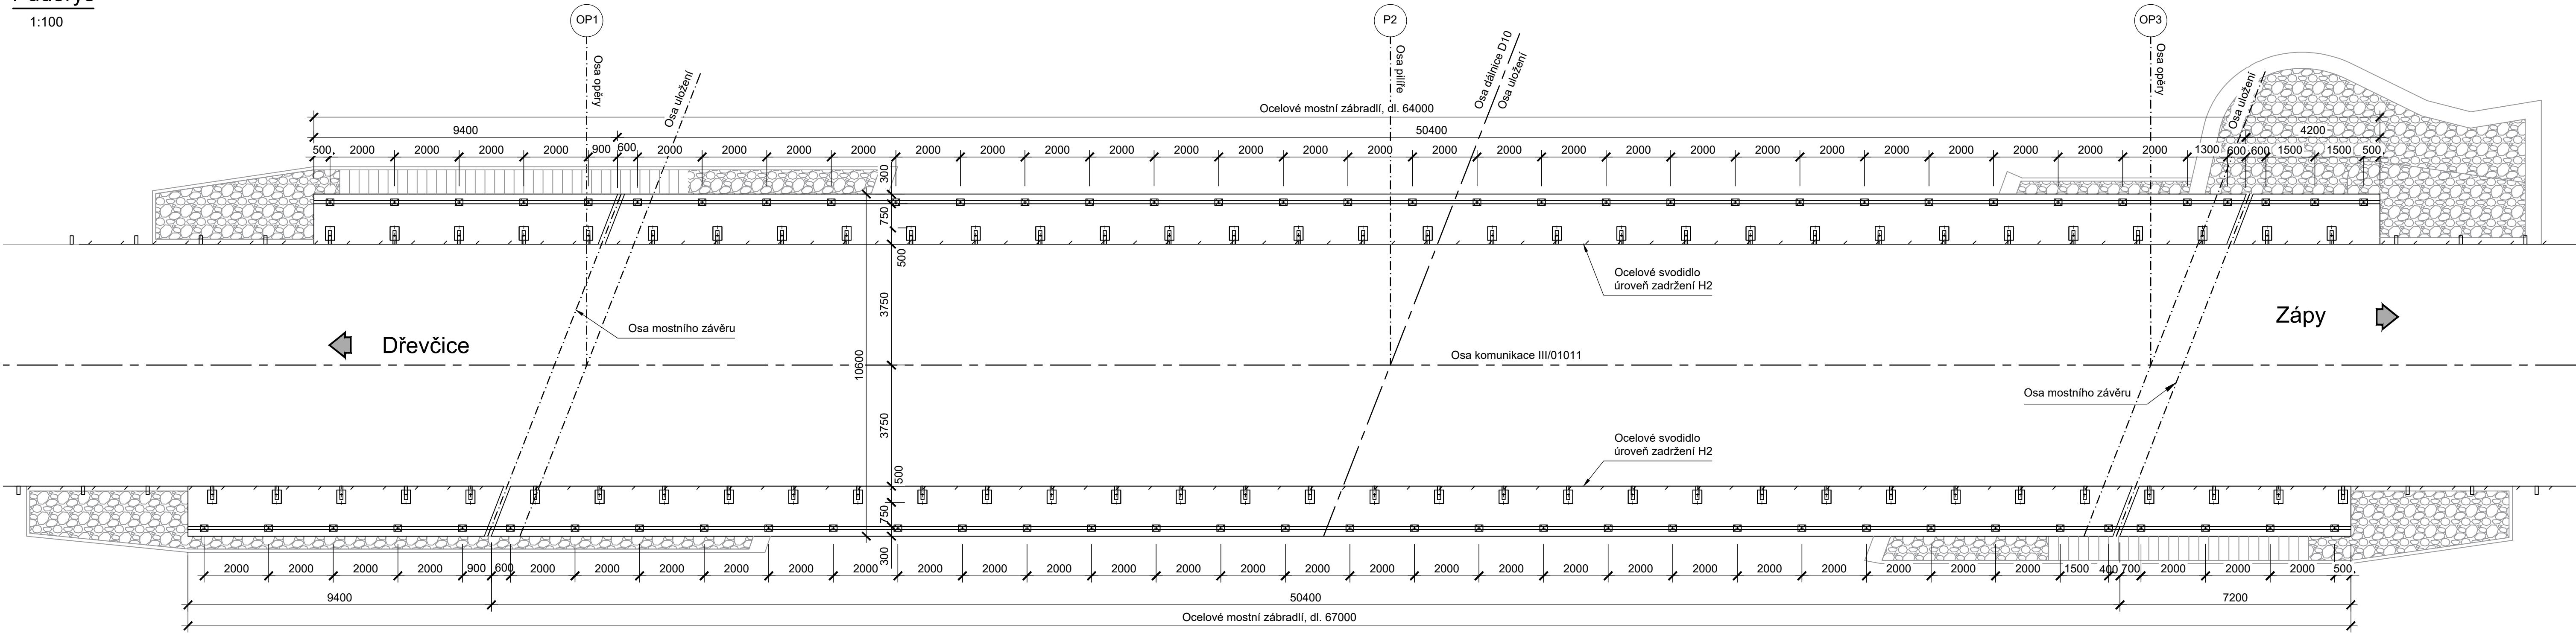 Půdorys
1:100
OP1
P2
OP3
Osa opěry
Osa uložení
Osa pilíře
Osa dálnice D10
Osa uložení
Osa opěry
Osa uložení
Ocelové mostní zábradlí, dl. 64000
9400 50400 4200
500 2000 2000 2000 2000 900 600 2000 2000 2000 2000 2000 2000 2000 2000 2000 2000 2000 2000 2000 2000 2000 2000 2000 2000 2000 2000 2000 2000 2000 2000 1300 600 600 1500 1500 500
300
750
500
3750
10600
3750
500
750
300
Ocelové svodidlo
úroveň zadržení H2
Osa mostního závěru
Dřevčice
Zápy
Osa komunikace III/01011
Osa mostního závěru
Ocelové svodidlo
úroveň zadržení H2
2000 2000 2000 2000 900 600 2000 2000 2000 2000 2000 2000 2000 2000 2000 2000 2000 2000 2000 2000 2000 2000 2000 2000 2000 2000 2000 2000 2000 2000 1500 400 700 2000 2000 2000 500
9400 50400 7200
Ocelové mostní zábradlí, dl. 67000